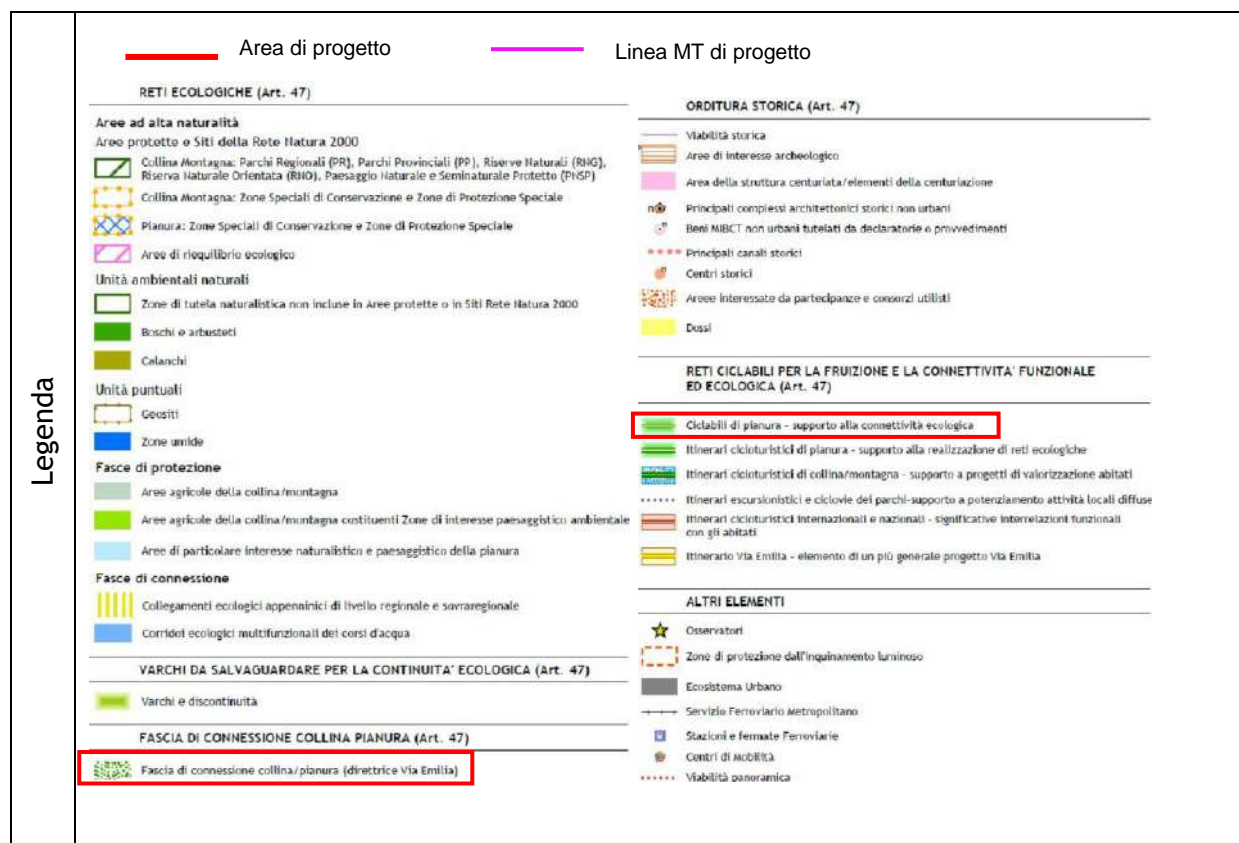 Legenda
Area di progetto
Linea MT di progetto
RETI ECOLOGICHE (Art. 47)
Aree ad alta naturalità
Aree protette e Siti della Rete Natura 2000
Collina Montagna: Parchi Regionali (PR), Parchi Provinciali (PP), Riserve Naturali (RNG),
Riserva Naturale Orientata (RNO), Paesaggio Naturale e Seminaturale Protetto (PNSP)
Collina Montagna: Zone Speciali di Conservazione e Zone di Protezione Speciale
Pianura: Zone Speciali di Conservazione e Zone di Protezione Speciale
Aree di riequilibrio ecologico
Unità ambientali naturali
Zone di tutela naturalistica non incluse in Aree protette o in Siti Rete Natura 2000
Boschi e arbusteti
Calanchi
Unità puntuali
Geositi
Zone umide
Fasce di protezione
Aree agricole della collina/montagna
Aree agricole della collina/montagna costituenti Zone di interesse paesaggistico ambientale
Aree di particolare interesse naturalistico e paesaggistico della pianura
Fasce di connessione
Collegamenti ecologici appenninici di livello regionale e sovraregionale
Corridoi ecologici multifunzionali dei corsi d'acqua
VARCHI DA SALVAGUARDARE PER LA CONTINUITA' ECOLOGICA (Art. 47)
Varchi e discontinuità
FASCIA DI CONNESSIONE COLLINA PIANURA (Art. 47)
Fascia di connessione collina/pianura (direttrice Via Emilia)
ORDITURA STORICA (Art. 47)
Viabilità storica
Aree di interesse archeologico
Area della struttura centuriata/elementi della centuriazione
Principali complessi architettonici storici non urbani
Beni MIBCT non urbani tutelati da declaratorie o provvedimenti
Principali canali storici
Centri storici
Areee interessate da partecipanze e consorzi utilisti
Dossi
RETI CICLABILI PER LA FRUIZIONE E LA CONNETTIVITA' FUNZIONALE
ED ECOLOGICA (Art. 47)
Ciclabili di pianura - supporto alla connettività ecologica
Itinerari cicloturistici di pianura - supporto alla realizzazione di reti ecologiche
Itinerari cicloturistici di collina/montagna - supporto a progetti di valorizzazione abitati
Itinerari escursionistici e ciclovie dei parchi-supporto a potenziamento attività locali diffuse
Itinerari cicloturistici internazionali e nazionali - significative interrelazioni funzionali
con gli abitati
Itinerario Via Emilia - elemento di un più generale progetto Via Emilia
ALTRI ELEMENTI
Osservatori
Zone di protezione dall'inquinamento luminoso
Ecosistema Urbano
Servizio Ferroviario Metropolitano
Stazioni e fermate Ferroviarie
Centri di Mobilità
Viabilità panoramica